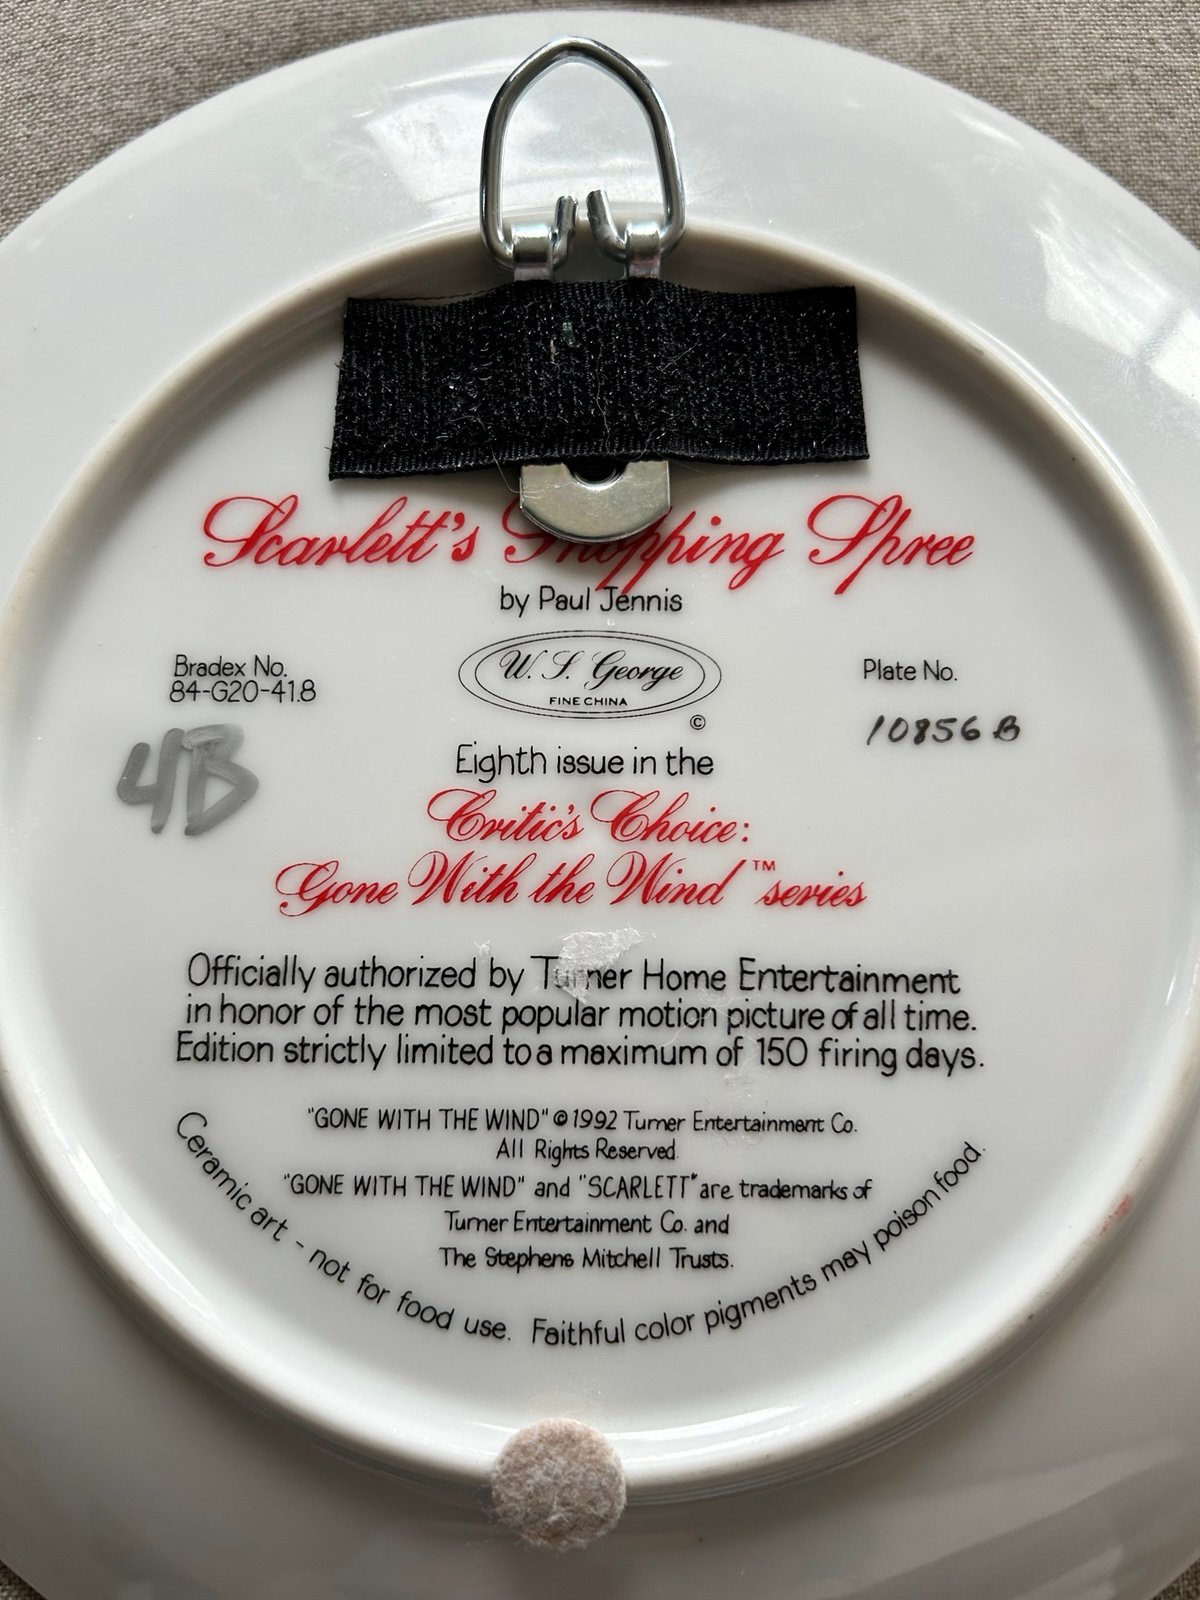 Scarlett's Shopping Spree
by Paul Jennis
Bradex No.
84-G20-41.8
W. S. George
FINE CHINA
©
Plate No.
10856 B
4B
Eighth issue in the
Critic's Choice:
Gone With the Wind™ series
Officially authorized by Turner Home Entertainment
in honor of the most popular motion picture of all time.
Edition strictly limited to a maximum of 150 firing days.
"GONE WITH THE WIND" © 1992 Turner Entertainment Co.
All Rights Reserved.
"GONE WITH THE WIND" and "SCARLETT" are trademarks of
Turner Entertainment Co. and
The Stephens Mitchell Trusts.
Ceramic art - not for food use. Faithful color pigments may poison food.